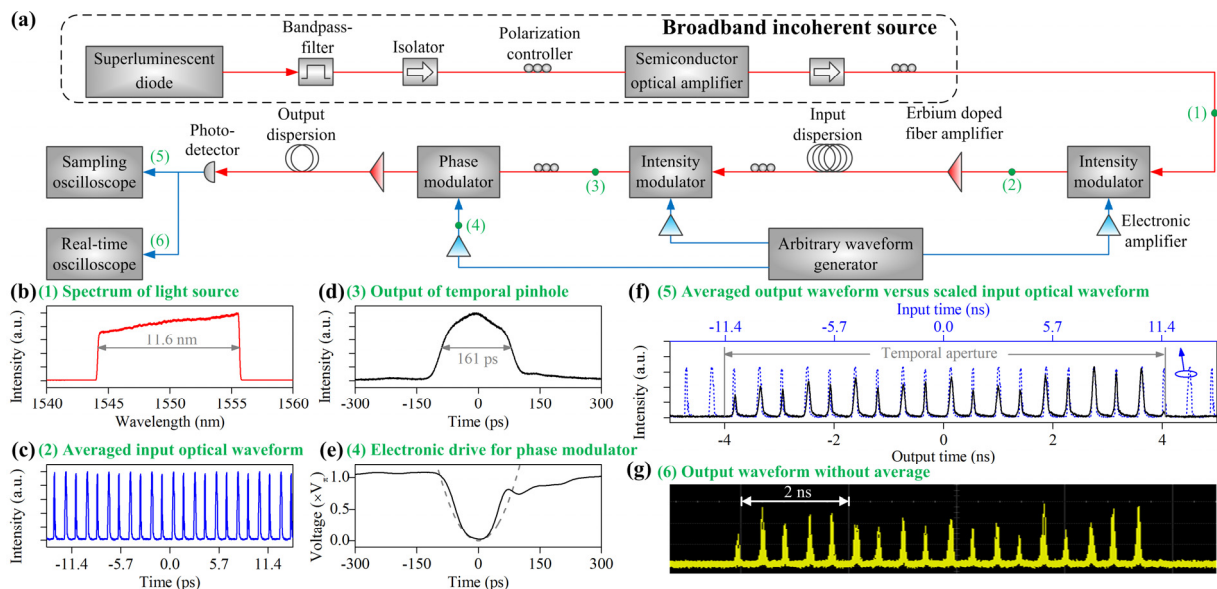 (a)
Broadband incoherent source
Superluminescent
diode
Bandpass-
filter
Isolator
Polarization
controller
Semiconductor
optical amplifier
(1)
Sampling
oscilloscope
(5)
Photo-
detector
Output
dispersion
Phase
modulator
(3)
Intensity
modulator
Input
dispersion
Erbium doped
fiber amplifier
(2)
Intensity
modulator
Real-time
oscilloscope
(6)
(4)
Arbitrary waveform
generator
Electronic
amplifier
(b) (1) Spectrum of light source
Intensity (a.u.)
11.6 nm
1540 1545 1550 1555 1560
Wavelength (nm)
(c) (2) Averaged input optical waveform
Intensity (a.u.)
-11.4 -5.7 0.0 5.7 11.4
Time (ps)
(d) (3) Output of temporal pinhole
Intensity (a.u.)
161 ps
-300 -150 0 150 300
Time (ps)
(e) (4) Electronic drive for phase modulator
Voltage (×Vπ)
1.0
0.5
0.0
-300 -150 0 150 300
Time (ps)
(f) (5) Averaged output waveform versus scaled input optical waveform
Input time (ns)
-11.4 -5.7 0.0 5.7 11.4
Temporal aperture
Intensity (a.u.)
-4 -2 0 2 4
Output time (ns)
(g) (6) Output waveform without average
2 ns